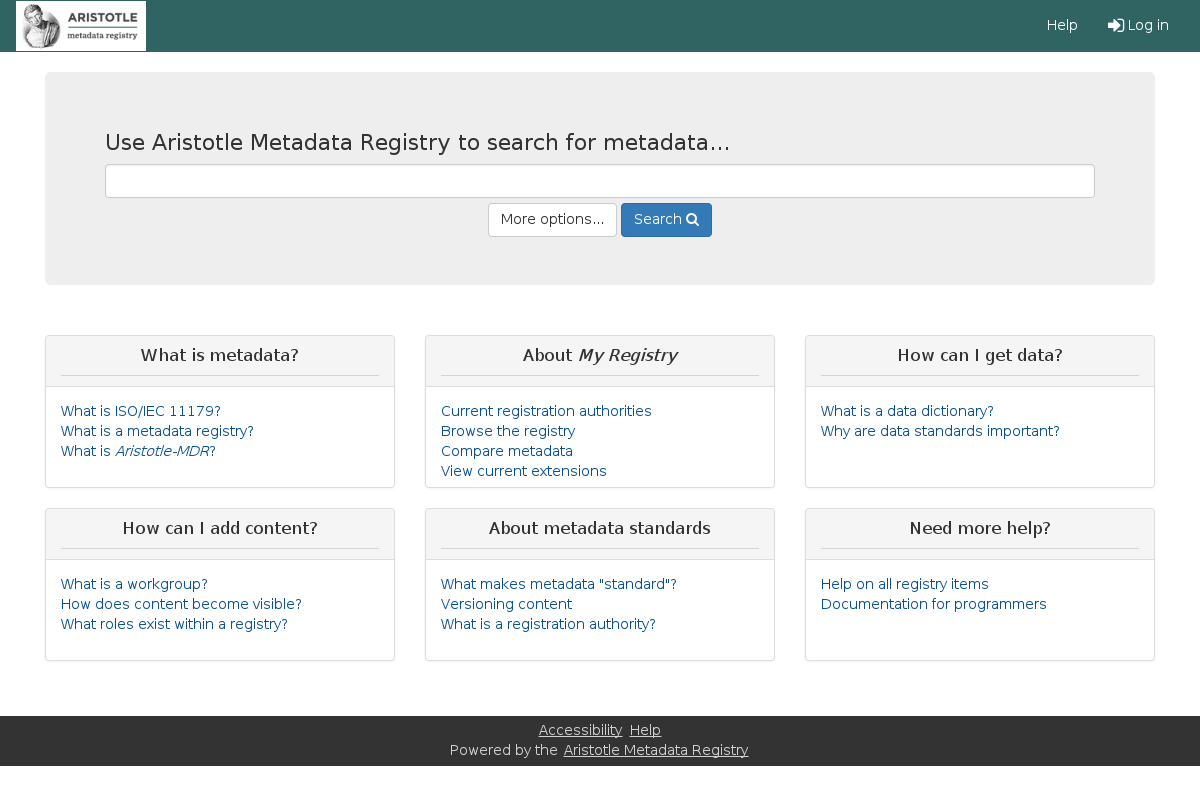 ARISTOTLE
metadata registry
Help
Log in
Use Aristotle Metadata Registry to search for metadata...
More options...
Search
What is metadata?
What is ISO/IEC 11179?
What is a metadata registry?
What is Aristotle-MDR?
About My Registry
Current registration authorities
Browse the registry
Compare metadata
View current extensions
How can I get data?
What is a data dictionary?
Why are data standards important?
How can I add content?
What is a workgroup?
How does content become visible?
What roles exist within a registry?
About metadata standards
What makes metadata "standard"?
Versioning content
What is a registration authority?
Need more help?
Help on all registry items
Documentation for programmers
Accessibility Help
Powered by the Aristotle Metadata Registry